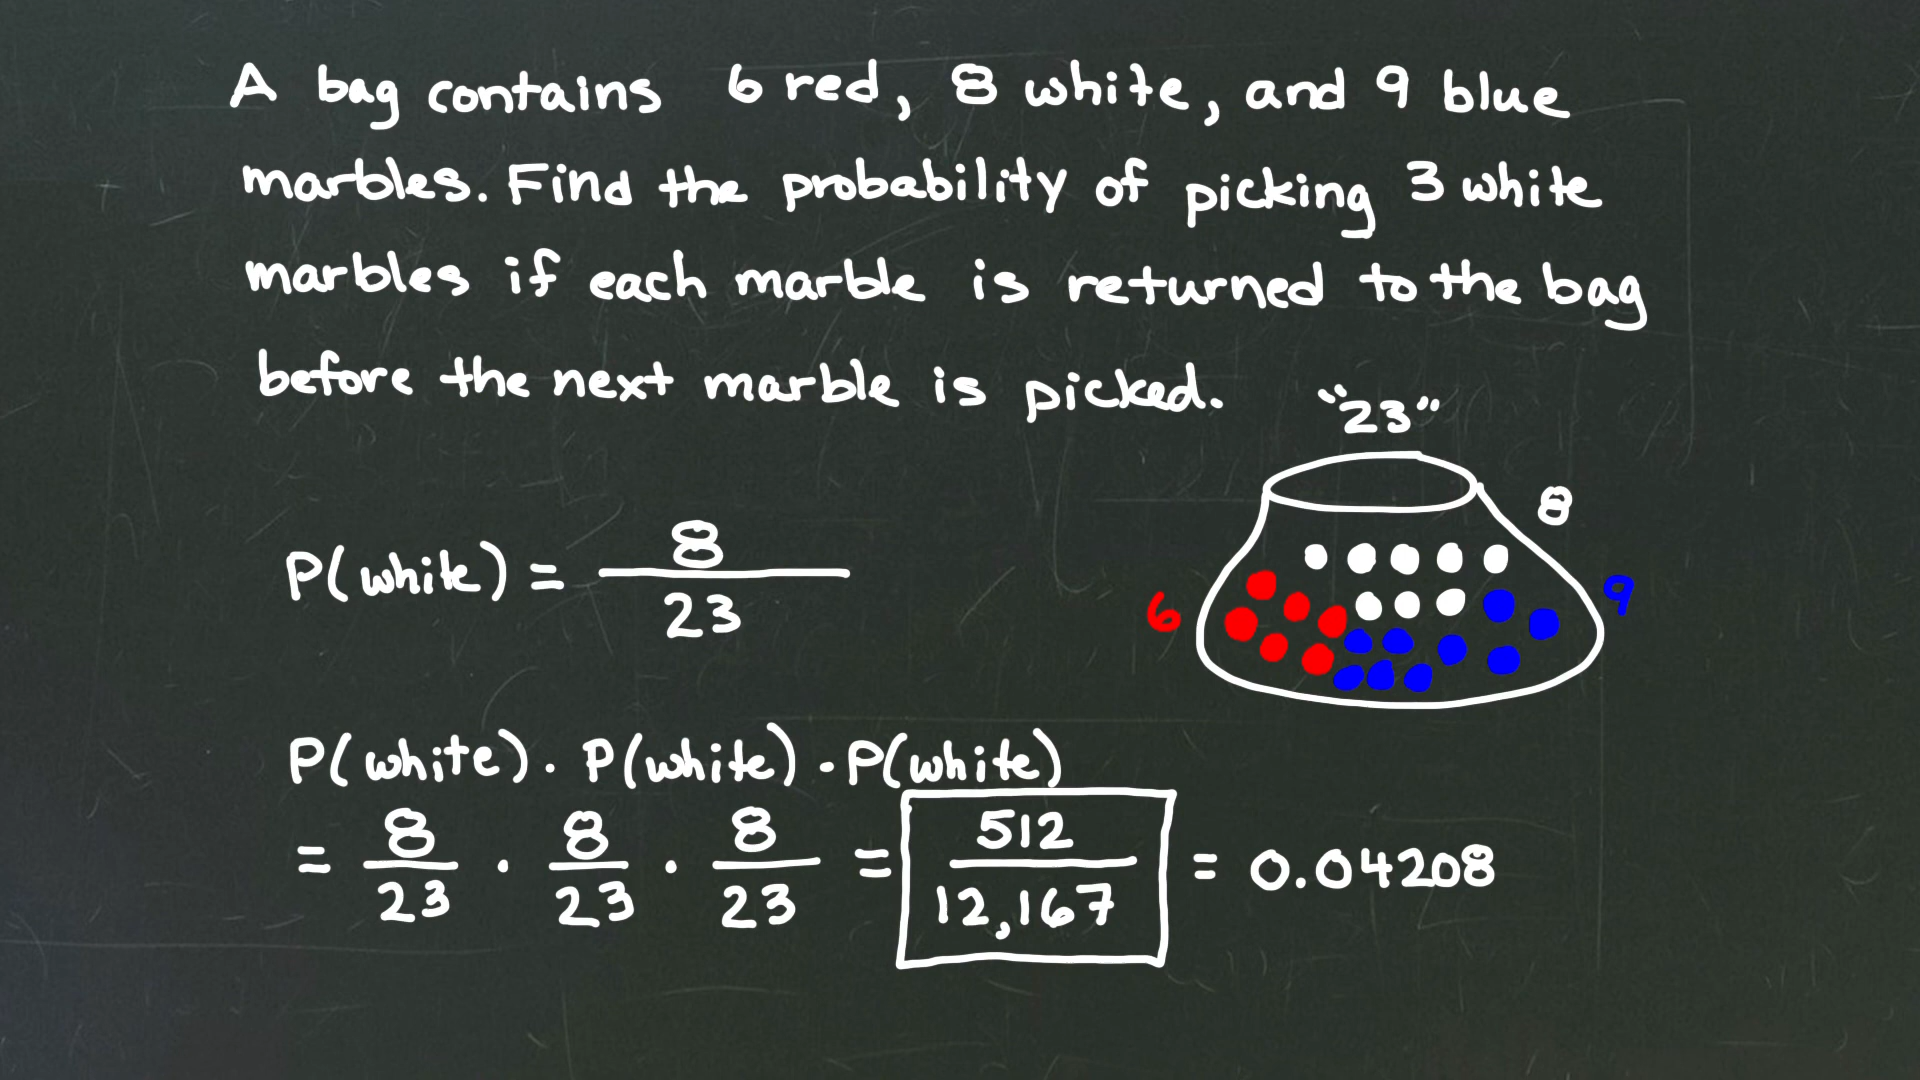 A bag contains 6 red, 8 white, and 9 blue
marbles. Find the probability of picking 3 white
marbles if each marble is returned to the bag
before the next marble is picked.
"23"
8
6
9
P(white) = 8/23
P(white) · P(white) · P(white)
= 8/23 · 8/23 · 8/23 = 512/12,167 = 0.04208